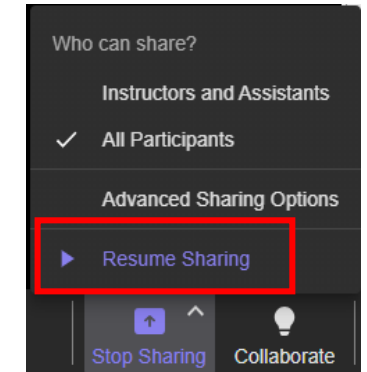 Who can share?
Instructors and Assistants
All Participants
Advanced Sharing Options
Resume Sharing
Stop Sharing
Collaborate